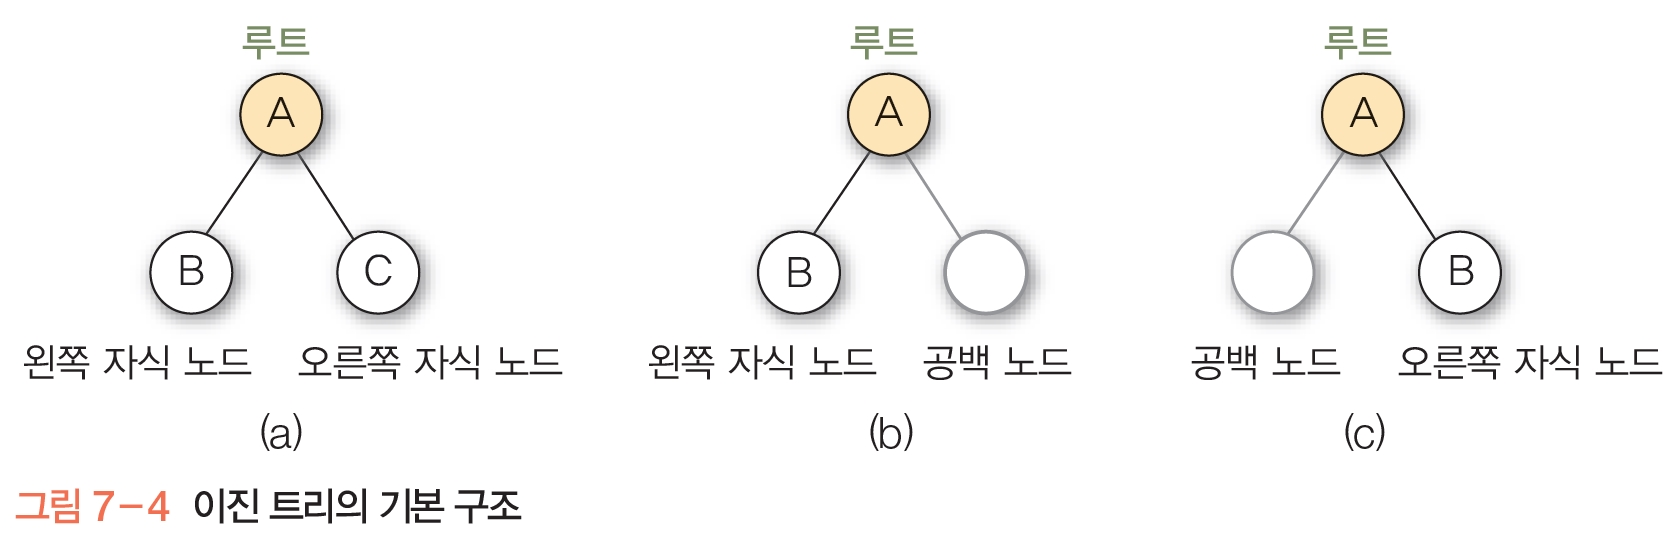 루트 루트 루트
A A A
B C B B
왼쪽 자식 노드 오른쪽 자식 노드 왼쪽 자식 노드 공백 노드 공백 노드 오른쪽 자식 노드
(a) (b) (c)
그림 7-4 이진 트리의 기본 구조